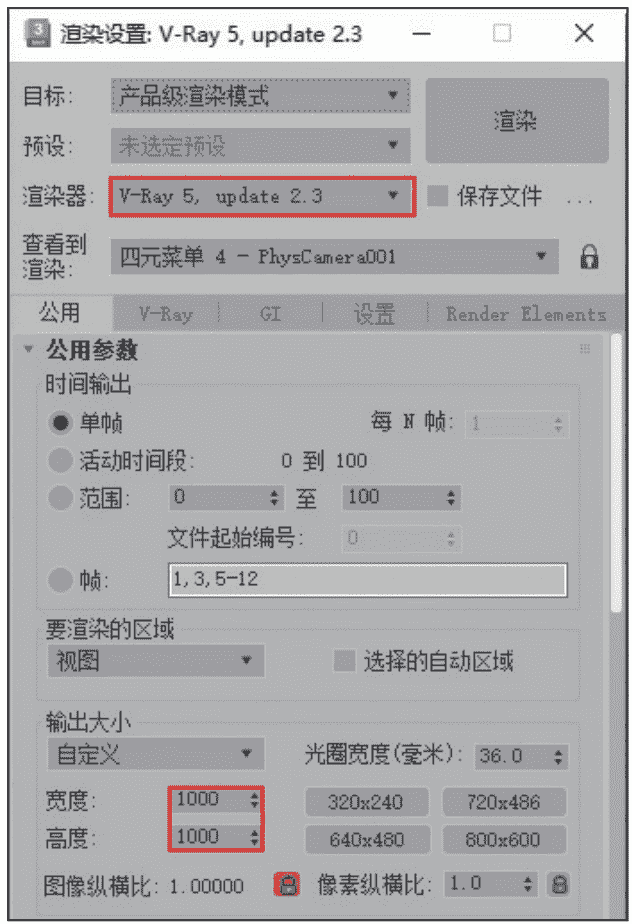 渲染设置: V-Ray 5, update 2.3
目标: 产品级渲染模式
渲染
预设: 未选定预设
渲染器: V-Ray 5, update 2.3 保存文件 ...
查看到
渲染: 四元菜单 4 - PhysCamera001
公用 V-Ray GI 设置 Render Elements
公用参数
时间输出
单帧 每 N 帧: 1
活动时间段: 0 到 100
范围: 0 至 100
文件起始编号: 0
帧: 1,3,5-12
要渲染的区域
视图 选择的自动区域
输出大小
自定义 光圈宽度(毫米): 36.0
宽度: 1000 320x240 720x486
高度: 1000 640x480 800x600
图像纵横比: 1.00000 像素纵横比: 1.0